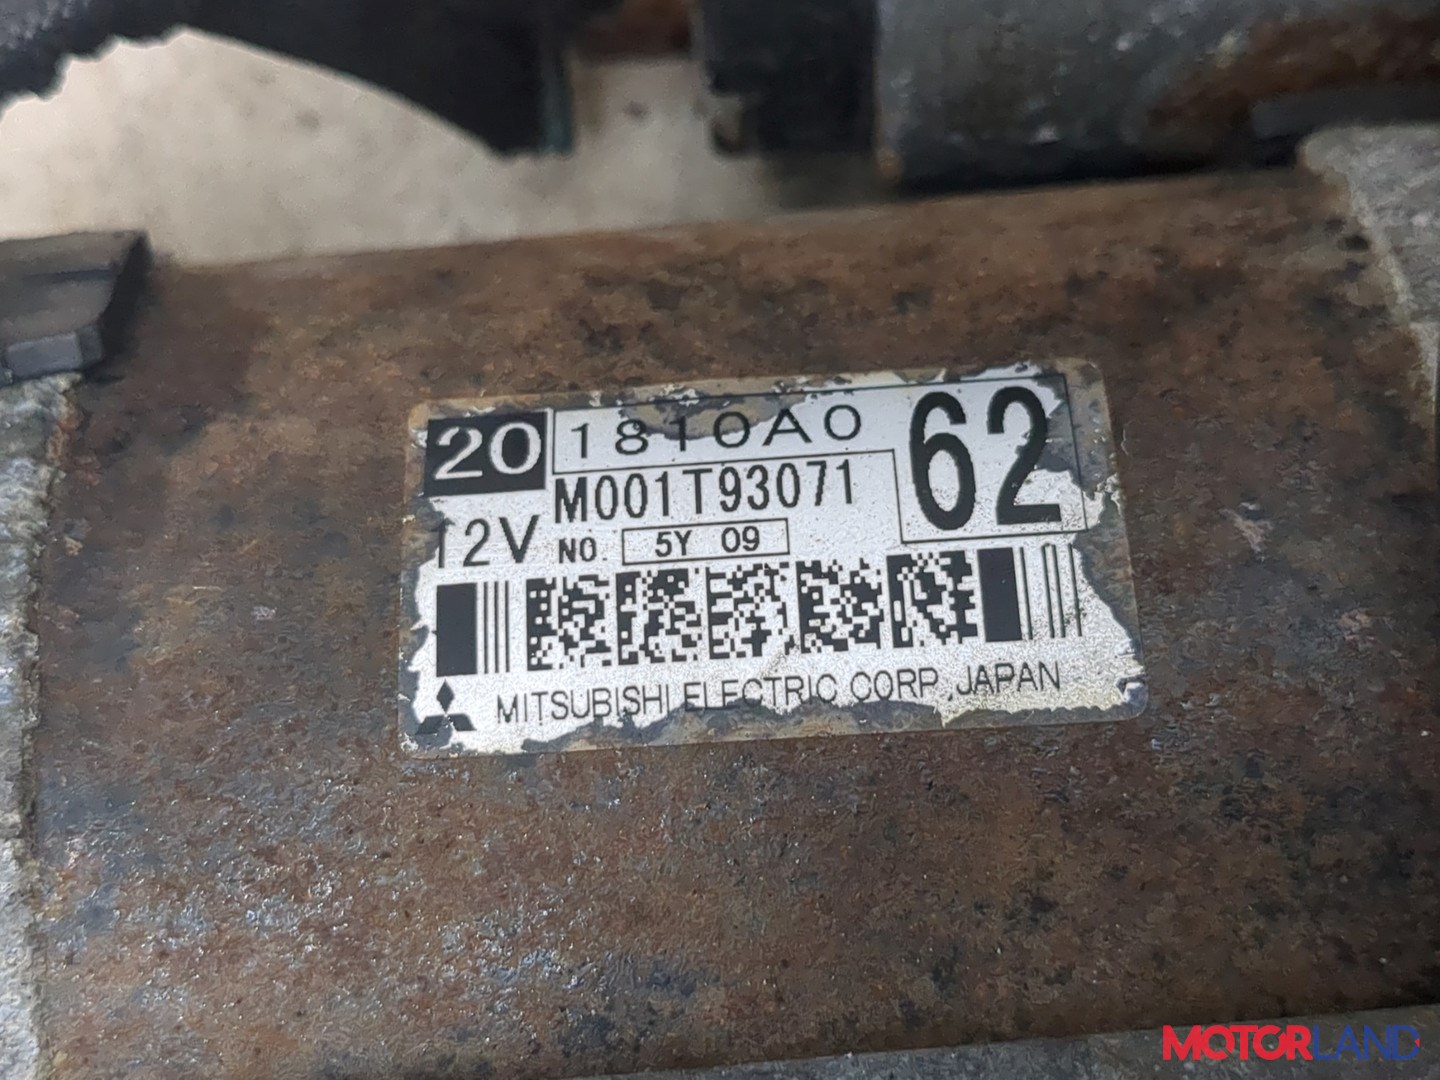 20 1810A0 62
M001T93071
12V NO. 5Y 09
MITSUBISHI ELECTRIC CORP. JAPAN
MOTORLAND